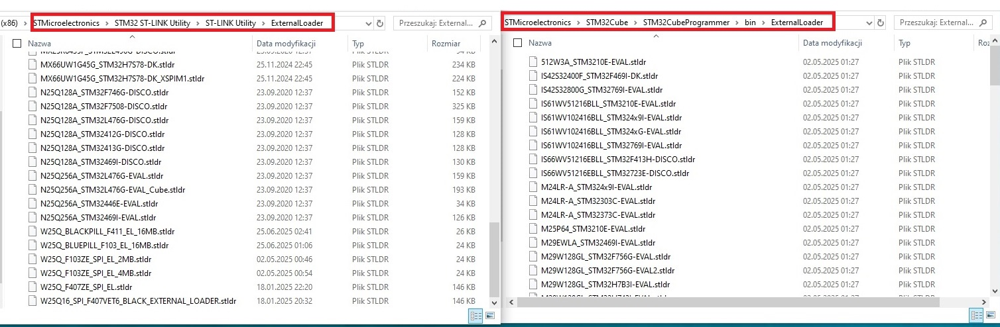 (x86) > STMicroelectronics > STM32 ST-LINK Utility > ST-LINK Utility > ExternalLoader
Przeszukaj: External...
Nazwa Data modyfikacji Typ Rozmiar
MX66UW1G45G_STM32H7S78-DK.stldr 25.11.2024 22:45 Plik STLDR 234 KB
MX66UW1G45G_STM32H7S78-DK_XSPIM1.stldr 25.11.2024 22:45 Plik STLDR 224 KB
N25Q128A_STM32F746G-DISCO.stldr 23.09.2020 12:37 Plik STLDR 152 KB
N25Q128A_STM32F7508-DISCO.stldr 23.09.2020 12:37 Plik STLDR 325 KB
N25Q128A_STM32L476G-DISCO.stldr 23.09.2020 12:37 Plik STLDR 159 KB
N25Q128A_STM32412G-DISCO.stldr 23.09.2020 12:37 Plik STLDR 128 KB
N25Q128A_STM32413G-DISCO.stldr 23.09.2020 12:37 Plik STLDR 128 KB
N25Q128A_STM32469I-DISCO.stldr 23.09.2020 12:37 Plik STLDR 130 KB
N25Q256A_STM32L476G-EVAL.stldr 23.09.2020 12:37 Plik STLDR 159 KB
N25Q256A_STM32L476G-EVAL_Cube.stldr 23.09.2020 12:37 Plik STLDR 193 KB
N25Q256A_STM32446E-EVAL.stldr 23.09.2020 12:37 Plik STLDR 34 KB
N25Q256A_STM32469I-EVAL.stldr 23.09.2020 12:37 Plik STLDR 126 KB
W25Q_BLACKPILL_F411_EL_16MB.stldr 25.06.2025 02:41 Plik STLDR 26 KB
W25Q_BLUEPILL_F103_EL_16MB.stldr 25.06.2025 01:06 Plik STLDR 24 KB
W25Q_F103ZE_SPI_EL_2MB.stldr 02.05.2025 00:46 Plik STLDR 24 KB
W25Q_F103ZE_SPI_EL_4MB.stldr 02.05.2025 00:54 Plik STLDR 24 KB
W25Q_F407ZE_SPI_EL.stldr 18.01.2025 22:20 Plik STLDR 146 KB
W25Q16_SPI_F407VET6_BLACK_EXTERNAL_LOADER.stldr 18.01.2025 20:32 Plik STLDR 146 KB
STMicroelectronics > STM32Cube > STM32CubeProgrammer > bin > ExternalLoader
Przeszukaj: External...
Nazwa Data modyfikacji Typ Roz
512W3A_STM3210E-EVAL.stldr 02.05.2025 01:27 Plik STLDR
IS42S32400F_STM32F469I-DK.stldr 02.05.2025 01:27 Plik STLDR
IS42S32800G_STM32769I-EVAL.stldr 02.05.2025 01:27 Plik STLDR
IS61WV51216BLL_STM3210E-EVAL.stldr 02.05.2025 01:27 Plik STLDR
IS61WV102416BLL_STM324x9I-EVAL.stldr 02.05.2025 01:27 Plik STLDR
IS61WV102416BLL_STM324xG-EVAL.stldr 02.05.2025 01:27 Plik STLDR
IS61WV102416BLL_STM32769I-EVAL.stldr 02.05.2025 01:27 Plik STLDR
IS66WV51216EBLL_STM32F413H-DISCO.stldr 02.05.2025 01:27 Plik STLDR
IS66WV51216EBLL_STM32723E-DISCO.stldr 02.05.2025 01:27 Plik STLDR
M24LR-A_STM324x9I-EVAL.stldr 02.05.2025 01:27 Plik STLDR
M24LR-A_STM32303C-EVAL.stldr 02.05.2025 01:27 Plik STLDR
M24LR-A_STM32373C-EVAL.stldr 02.05.2025 01:27 Plik STLDR
M25P64_STM3210E-EVAL.stldr 02.05.2025 01:27 Plik STLDR
M29EWLA_STM32469I-EVAL.stldr 02.05.2025 01:27 Plik STLDR
M29W128GL_STM32F756G-EVAL.stldr 02.05.2025 01:27 Plik STLDR
M29W128GL_STM32F756G-EVAL2.stldr 02.05.2025 01:27 Plik STLDR
M29W128GL_STM32H7B3I-EVAL.stldr 02.05.2025 01:27 Plik STLDR